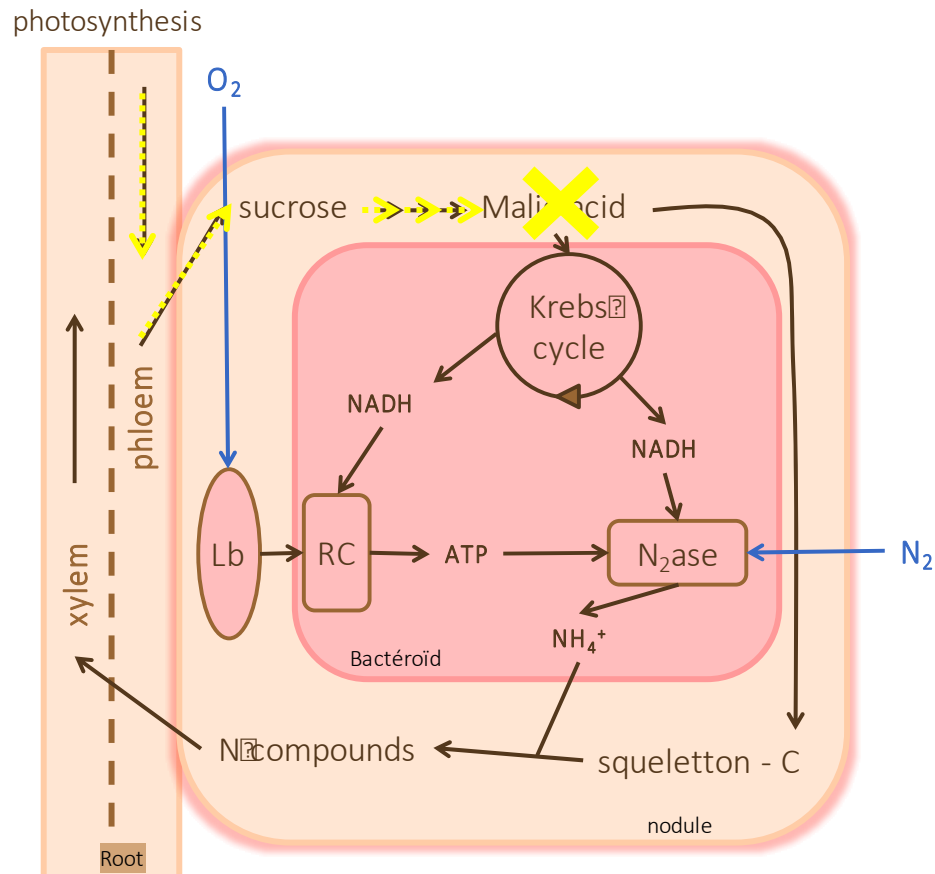 photosynthesis
O₂
sucrose
Malic acid
Krebs
cycle
NADH
NADH
phloem
xylem
Lb
RC
ATP
N₂ase
N₂
NH₄⁺
Bactéroïd
N compounds
squeletton - C
nodule
Root